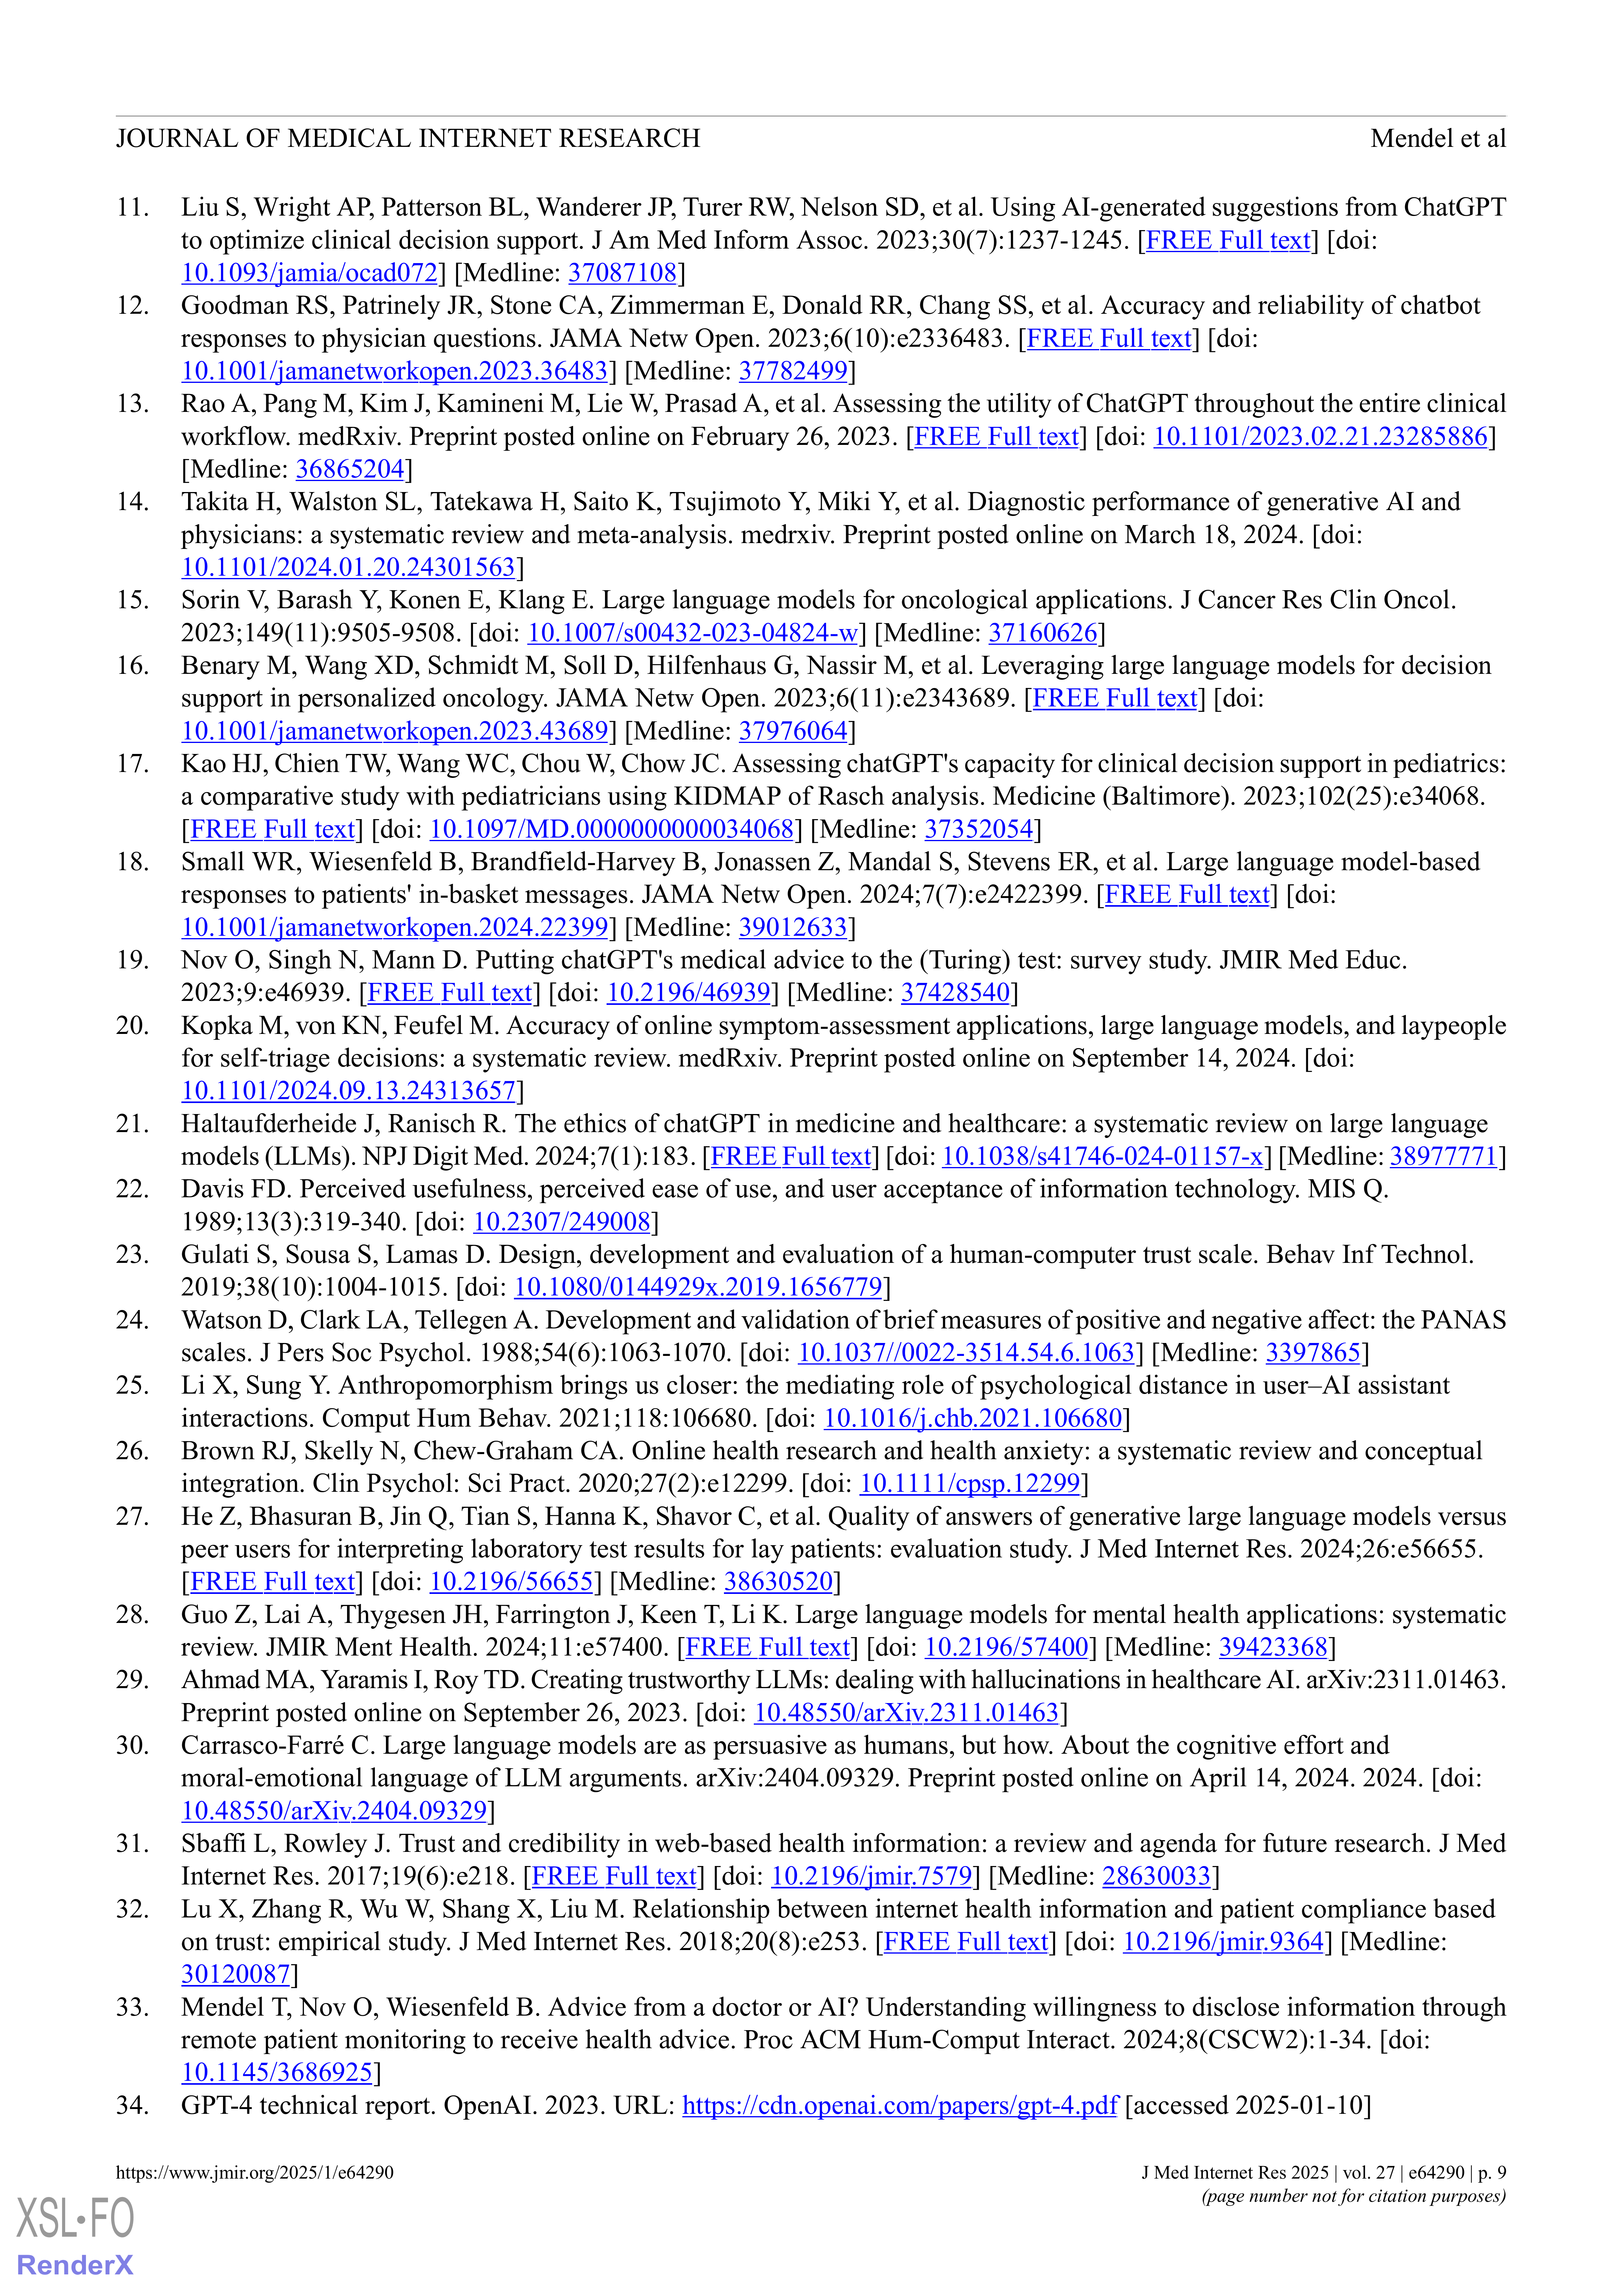 JOURNAL OF MEDICAL INTERNET RESEARCH
Mendel et al
11. Liu S, Wright AP, Patterson BL, Wanderer JP, Turer RW, Nelson SD, et al. Using AI-generated suggestions from ChatGPT
to optimize clinical decision support. J Am Med Inform Assoc. 2023;30(7):1237-1245. [FREE Full text] [doi:
10.1093/jamia/ocad072] [Medline: 37087108]
12. Goodman RS, Patrinely JR, Stone CA, Zimmerman E, Donald RR, Chang SS, et al. Accuracy and reliability of chatbot
responses to physician questions. JAMA Netw Open. 2023;6(10):e2336483. [FREE Full text] [doi:
10.1001/jamanetworkopen.2023.36483] [Medline: 37782499]
13. Rao A, Pang M, Kim J, Kamineni M, Lie W, Prasad A, et al. Assessing the utility of ChatGPT throughout the entire clinical
workflow. medRxiv. Preprint posted online on February 26, 2023. [FREE Full text] [doi: 10.1101/2023.02.21.23285886]
[Medline: 36865204]
14. Takita H, Walston SL, Tatekawa H, Saito K, Tsujimoto Y, Miki Y, et al. Diagnostic performance of generative AI and
physicians: a systematic review and meta-analysis. medrxiv. Preprint posted online on March 18, 2024. [doi:
10.1101/2024.01.20.24301563]
15. Sorin V, Barash Y, Konen E, Klang E. Large language models for oncological applications. J Cancer Res Clin Oncol.
2023;149(11):9505-9508. [doi: 10.1007/s00432-023-04824-w] [Medline: 37160626]
16. Benary M, Wang XD, Schmidt M, Soll D, Hilfenhaus G, Nassir M, et al. Leveraging large language models for decision
support in personalized oncology. JAMA Netw Open. 2023;6(11):e2343689. [FREE Full text] [doi:
10.1001/jamanetworkopen.2023.43689] [Medline: 37976064]
17. Kao HJ, Chien TW, Wang WC, Chou W, Chow JC. Assessing chatGPT's capacity for clinical decision support in pediatrics:
a comparative study with pediatricians using KIDMAP of Rasch analysis. Medicine (Baltimore). 2023;102(25):e34068.
[FREE Full text] [doi: 10.1097/MD.0000000000034068] [Medline: 37352054]
18. Small WR, Wiesenfeld B, Brandfield-Harvey B, Jonassen Z, Mandal S, Stevens ER, et al. Large language model-based
responses to patients' in-basket messages. JAMA Netw Open. 2024;7(7):e2422399. [FREE Full text] [doi:
10.1001/jamanetworkopen.2024.22399] [Medline: 39012633]
19. Nov O, Singh N, Mann D. Putting chatGPT's medical advice to the (Turing) test: survey study. JMIR Med Educ.
2023;9:e46939. [FREE Full text] [doi: 10.2196/46939] [Medline: 37428540]
20. Kopka M, von KN, Feufel M. Accuracy of online symptom-assessment applications, large language models, and laypeople
for self-triage decisions: a systematic review. medRxiv. Preprint posted online on September 14, 2024. [doi:
10.1101/2024.09.13.24313657]
21. Haltaufderheide J, Ranisch R. The ethics of chatGPT in medicine and healthcare: a systematic review on large language
models (LLMs). NPJ Digit Med. 2024;7(1):183. [FREE Full text] [doi: 10.1038/s41746-024-01157-x] [Medline: 38977771]
22. Davis FD. Perceived usefulness, perceived ease of use, and user acceptance of information technology. MIS Q.
1989;13(3):319-340. [doi: 10.2307/249008]
23. Gulati S, Sousa S, Lamas D. Design, development and evaluation of a human-computer trust scale. Behav Inf Technol.
2019;38(10):1004-1015. [doi: 10.1080/0144929x.2019.1656779]
24. Watson D, Clark LA, Tellegen A. Development and validation of brief measures of positive and negative affect: the PANAS
scales. J Pers Soc Psychol. 1988;54(6):1063-1070. [doi: 10.1037//0022-3514.54.6.1063] [Medline: 3397865]
25. Li X, Sung Y. Anthropomorphism brings us closer: the mediating role of psychological distance in user–AI assistant
interactions. Comput Hum Behav. 2021;118:106680. [doi: 10.1016/j.chb.2021.106680]
26. Brown RJ, Skelly N, Chew-Graham CA. Online health research and health anxiety: a systematic review and conceptual
integration. Clin Psychol: Sci Pract. 2020;27(2):e12299. [doi: 10.1111/cpsp.12299]
27. He Z, Bhasuran B, Jin Q, Tian S, Hanna K, Shavor C, et al. Quality of answers of generative large language models versus
peer users for interpreting laboratory test results for lay patients: evaluation study. J Med Internet Res. 2024;26:e56655.
[FREE Full text] [doi: 10.2196/56655] [Medline: 38630520]
28. Guo Z, Lai A, Thygesen JH, Farrington J, Keen T, Li K. Large language models for mental health applications: systematic
review. JMIR Ment Health. 2024;11:e57400. [FREE Full text] [doi: 10.2196/57400] [Medline: 39423368]
29. Ahmad MA, Yaramis I, Roy TD. Creating trustworthy LLMs: dealing with hallucinations in healthcare AI. arXiv:2311.01463.
Preprint posted online on September 26, 2023. [doi: 10.48550/arXiv.2311.01463]
30. Carrasco-Farré C. Large language models are as persuasive as humans, but how. About the cognitive effort and
moral-emotional language of LLM arguments. arXiv:2404.09329. Preprint posted online on April 14, 2024. 2024. [doi:
10.48550/arXiv.2404.09329]
31. Sbaffi L, Rowley J. Trust and credibility in web-based health information: a review and agenda for future research. J Med
Internet Res. 2017;19(6):e218. [FREE Full text] [doi: 10.2196/jmir.7579] [Medline: 28630033]
32. Lu X, Zhang R, Wu W, Shang X, Liu M. Relationship between internet health information and patient compliance based
on trust: empirical study. J Med Internet Res. 2018;20(8):e253. [FREE Full text] [doi: 10.2196/jmir.9364] [Medline:
30120087]
33. Mendel T, Nov O, Wiesenfeld B. Advice from a doctor or AI? Understanding willingness to disclose information through
remote patient monitoring to receive health advice. Proc ACM Hum-Comput Interact. 2024;8(CSCW2):1-34. [doi:
10.1145/3686925]
34. GPT-4 technical report. OpenAI. 2023. URL: https://cdn.openai.com/papers/gpt-4.pdf [accessed 2025-01-10]
https://www.jmir.org/2025/1/e64290
J Med Internet Res 2025 | vol. 27 | e64290 | p. 9
(page number not for citation purposes)
XSL•FO
RenderX